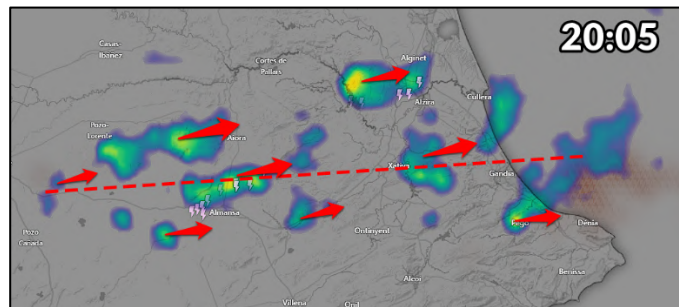 20:05
Casas
Ibáñez
Cortes de
Pallais
Alginet
Alzira
Cullera
Pozo-
Lorente
Ayora
Xàtiva
Gandia
Almansa
Pego
Dénia
Pozo
Cañada
Ontinyent
Benissa
Alcoi
Villena
Onil